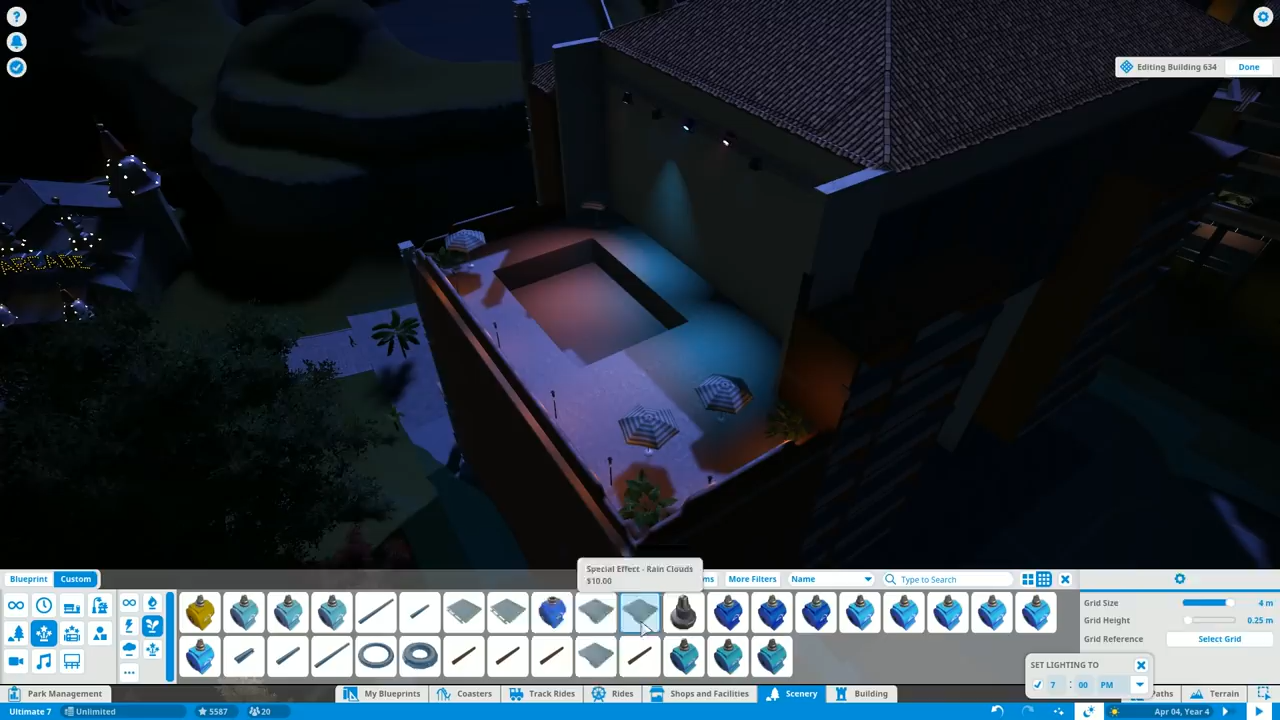 ?
Editing Building 634 Done
ARCADE
Special Effect - Rain Clouds
$10.00
Blueprint Custom
ms More Filters Name Type to Search
Grid Size 4 m
Grid Height 0.25 m
Grid Reference Select Grid
SET LIGHTING TO
7 : 00 PM
Park Management My Blueprints Coasters Track Rides Rides Shops and Facilities Scenery Building Paths Terrain
Ultimate 7 Unlimited 5587 20 Apr 04, Year 4